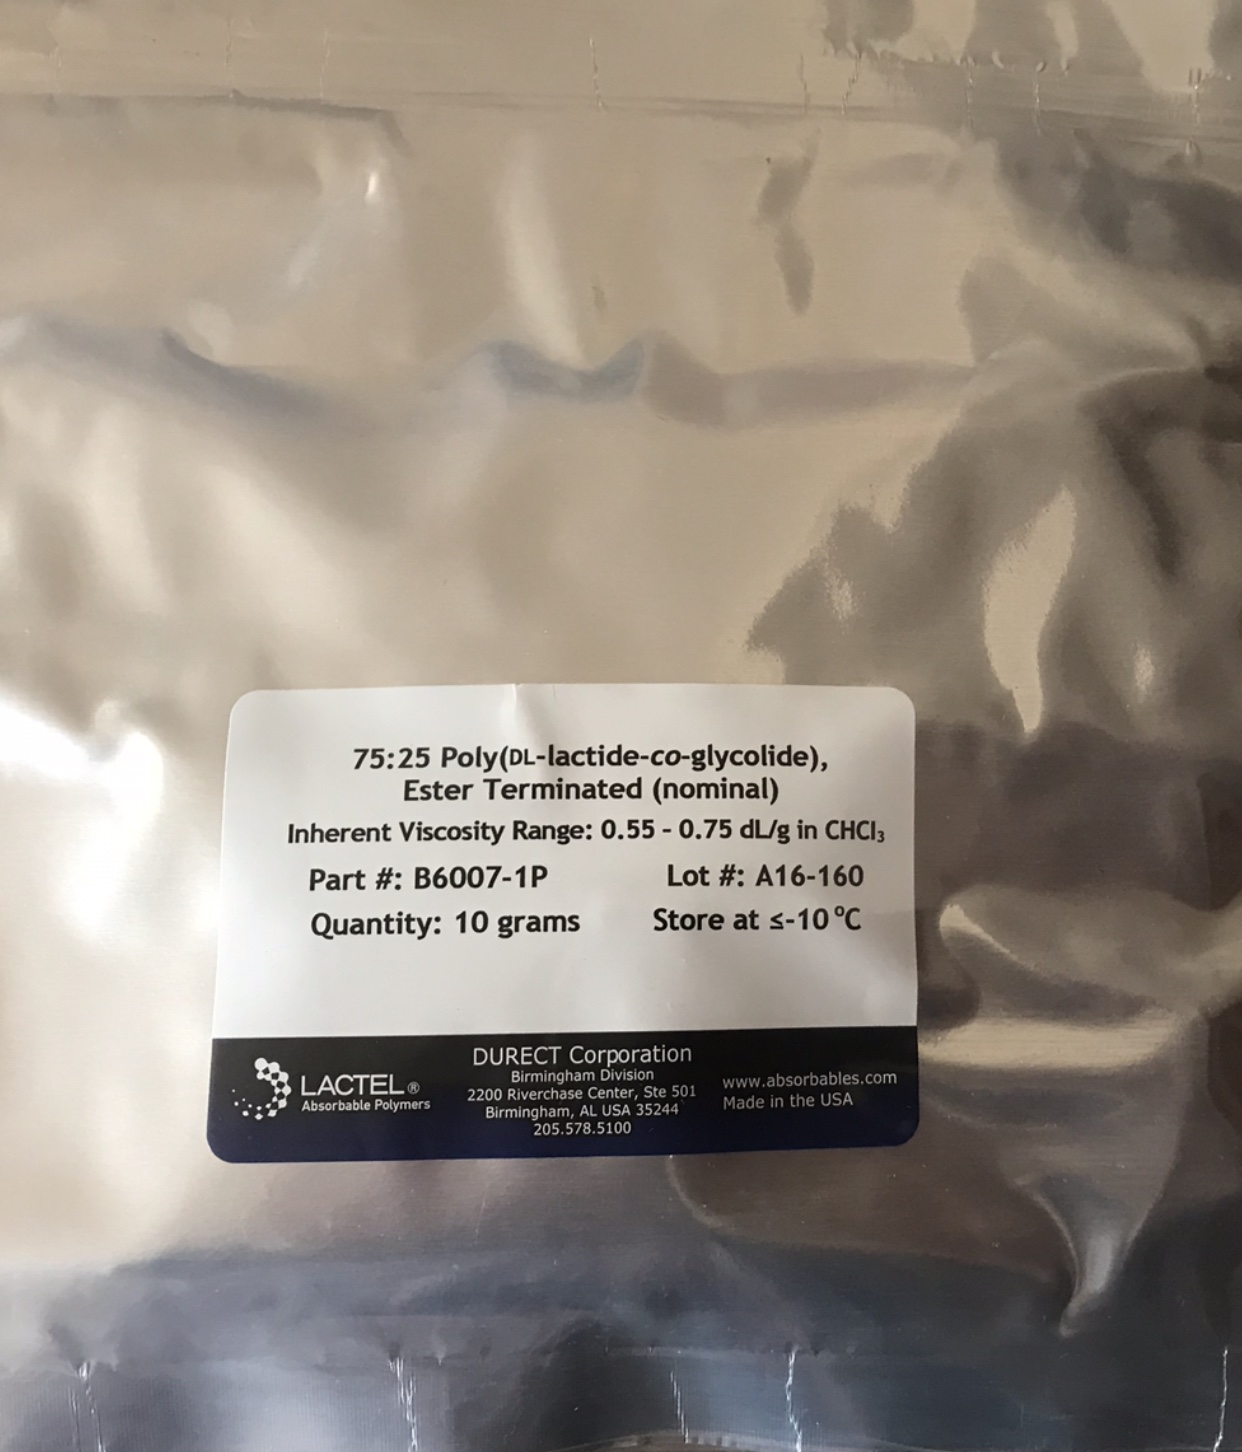 75:25 Poly(DL-lactide-co-glycolide),
Ester Terminated (nominal)
Inherent Viscosity Range: 0.55 - 0.75 dL/g in CHCl₃
Part #: B6007-1P Lot #: A16-160
Quantity: 10 grams Store at ≤-10 °C
LACTEL®
Absorbable Polymers
DURECT Corporation
Birmingham Division
2200 Riverchase Center, Ste 501
Birmingham, AL USA 35244
205.578.5100
www.absorbables.com
Made in the USA